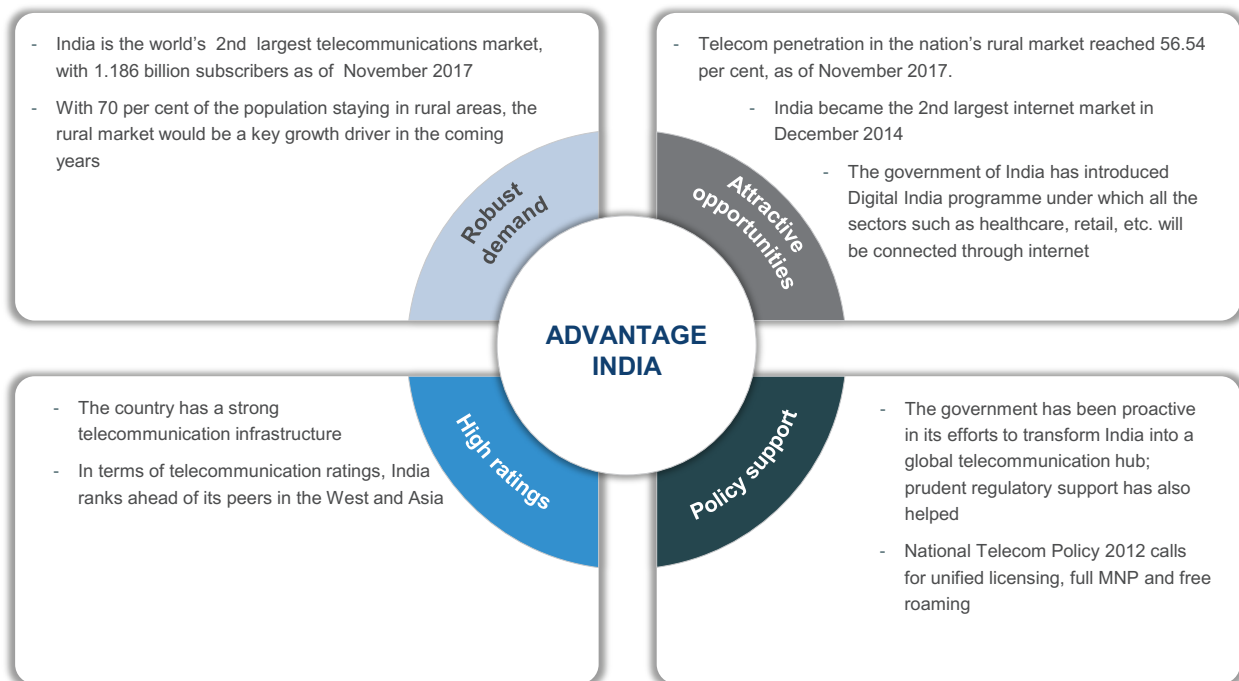 - India is the world's 2nd largest telecommunications market,
with 1.186 billion subscribers as of November 2017
- With 70 per cent of the population staying in rural areas, the
rural market would be a key growth driver in the coming
years
Robust
demand
- Telecom penetration in the nation's rural market reached 56.54
per cent, as of November 2017.
- India became the 2nd largest internet market in
December 2014
- The government of India has introduced
Digital India programme under which all the
sectors such as healthcare, retail, etc. will
be connected through internet
Attractive
opportunities
ADVANTAGE
INDIA
- The country has a strong
telecommunication infrastructure
- In terms of telecommunication ratings, India
ranks ahead of its peers in the West and Asia
High ratings
Policy support
- The government has been proactive
in its efforts to transform India into a
global telecommunication hub;
prudent regulatory support has also
helped
- National Telecom Policy 2012 calls
for unified licensing, full MNP and free
roaming